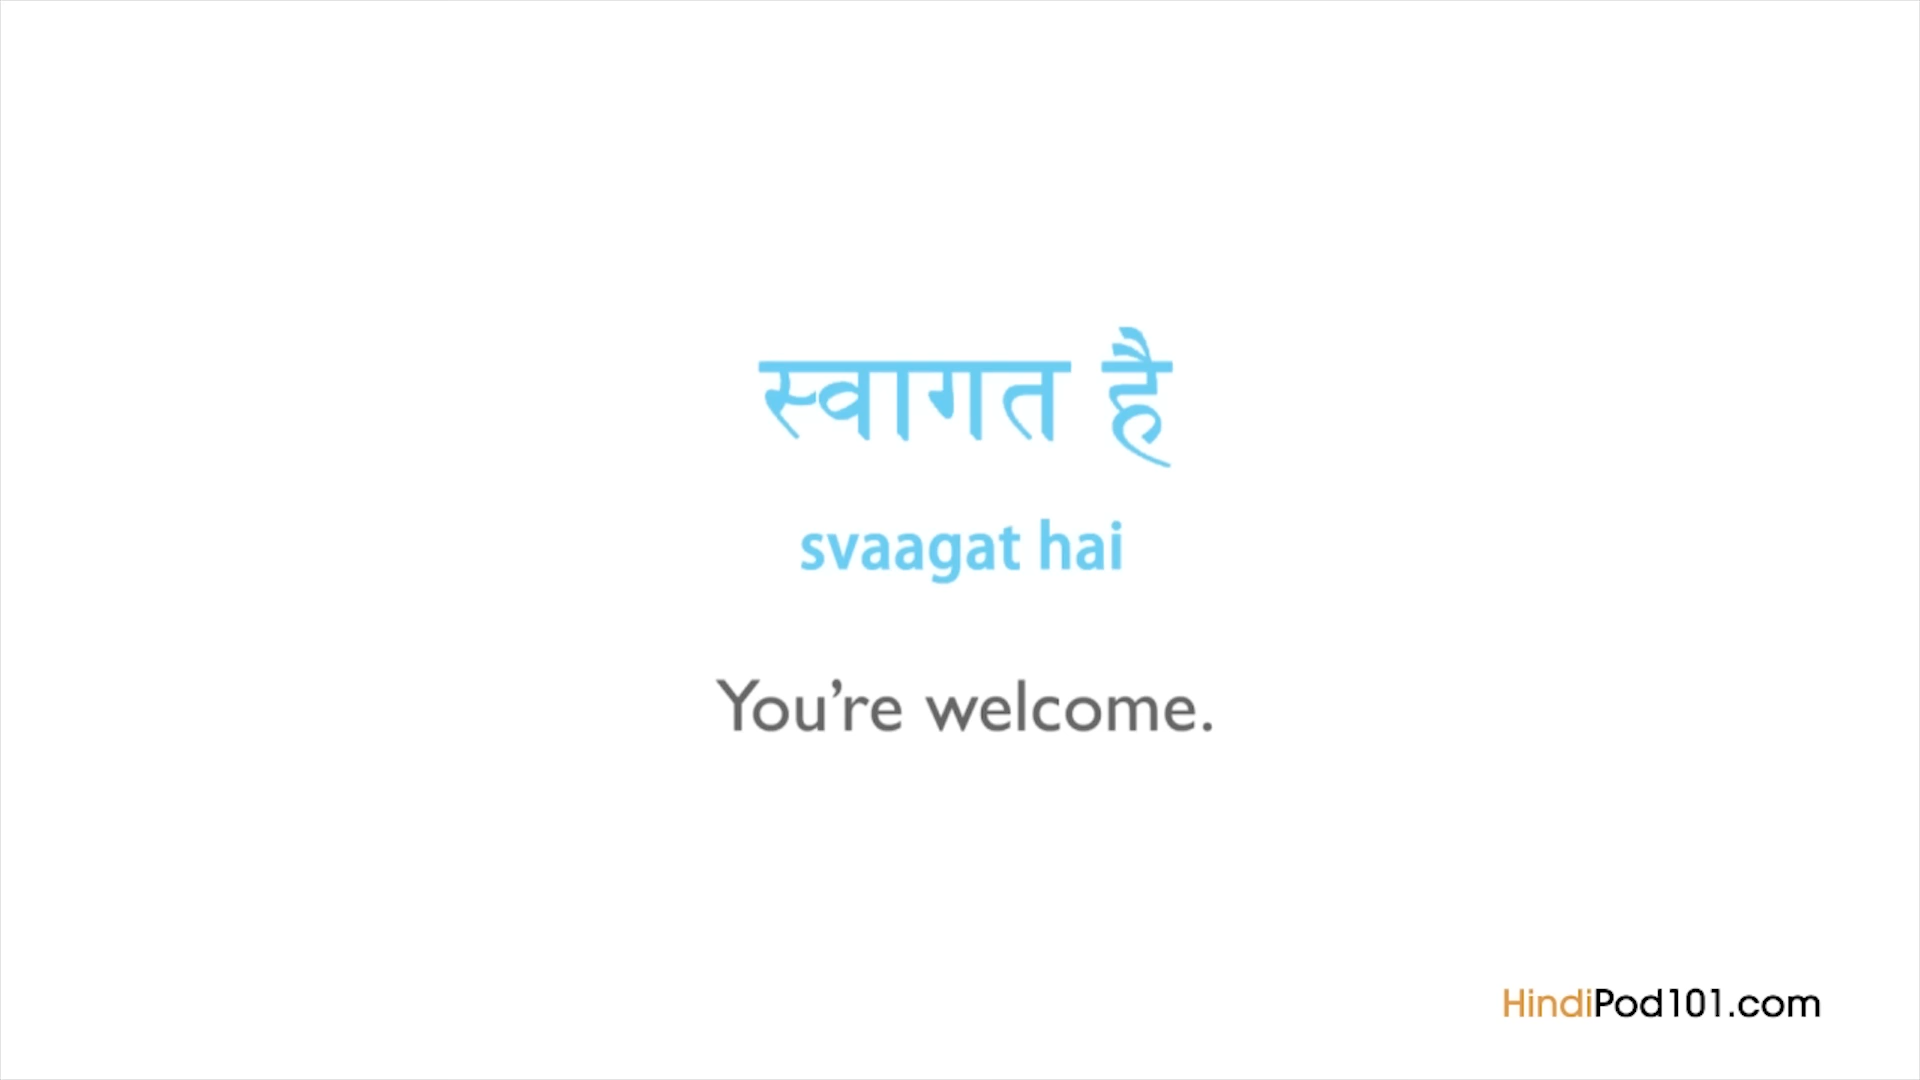 स्वागत है
svaagat hai
You’re welcome.
HindiPod101.com